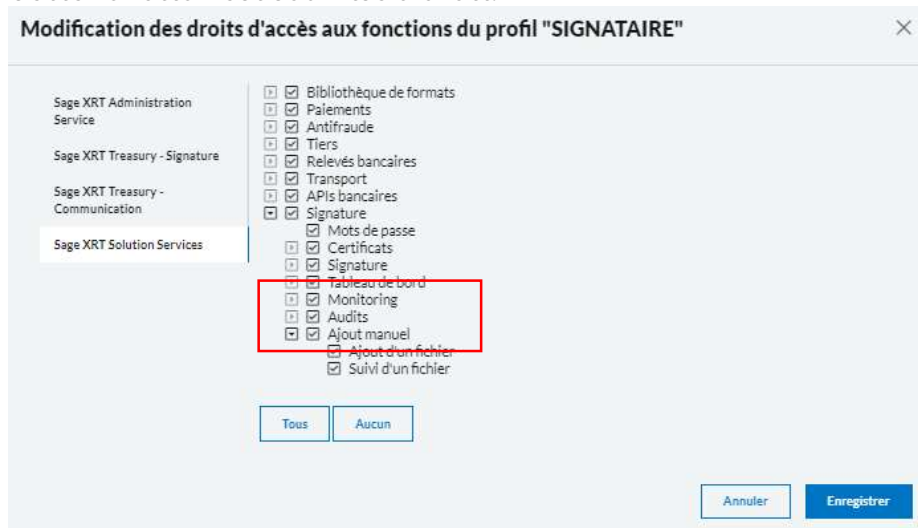 Modification des droits d'accès aux fonctions du profil "SIGNATAIRE"
Sage XRT Administration
Service
Sage XRT Treasury - Signature
Sage XRT Treasury -
Communication
Sage XRT Solution Services
Bibliothèque de formats
Paiements
Antifraude
Tiers
Relevés bancaires
Transport
APIs bancaires
Signature
Mots de passe
Certificats
Signature
Tableau de bord
Monitoring
Audits
Ajout manuel
Ajout d'un fichier
Suivi d'un fichier
Tous
Aucun
Annuler
Enregistrer